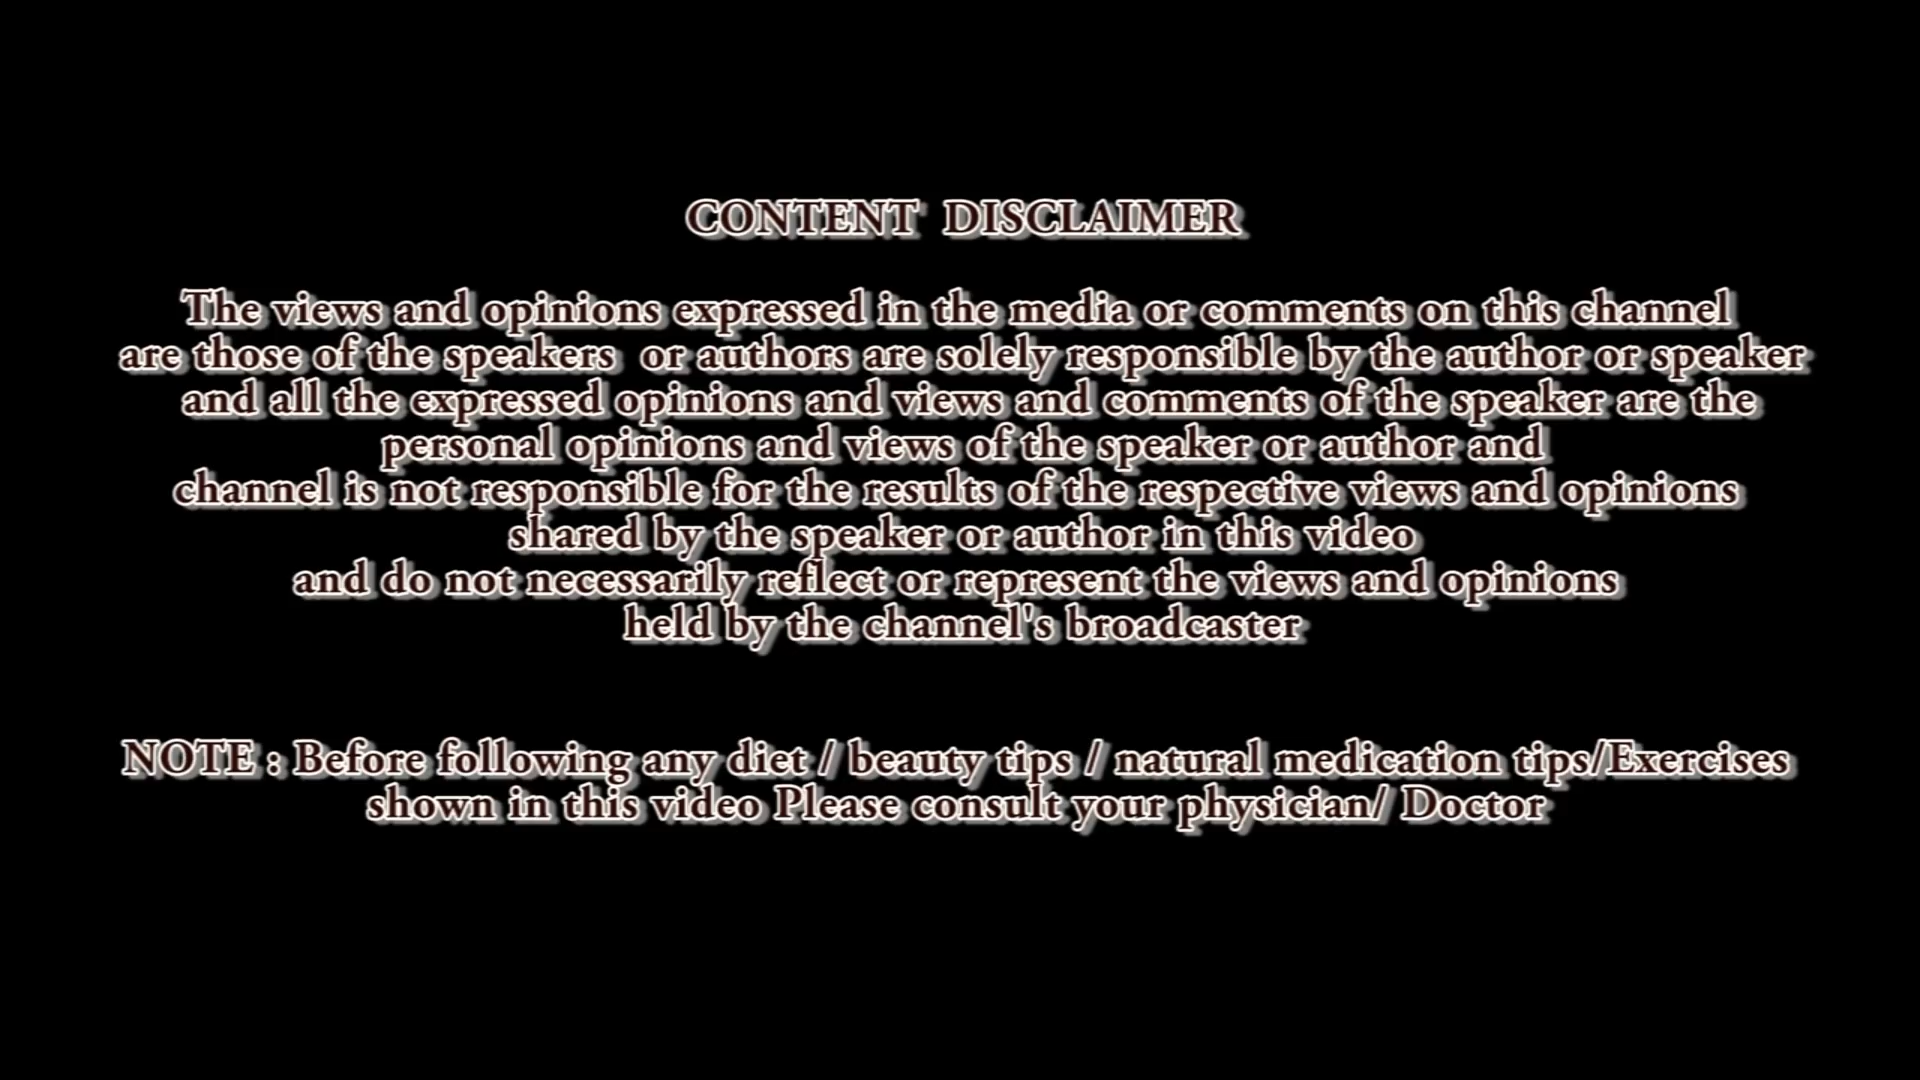 CONTENT DISCLAIMER
The views and opinions expressed in the media or comments on this channel
are those of the speakers or authors are solely responsible by the author or speaker
and all the expressed opinions and views and comments of the speaker are the
personal opinions and views of the speaker or author and
channel is not responsible for the results of the respective views and opinions
shared by the speaker or author in this video
and do not necessarily reflect or represent the views and opinions
held by the channel's broadcaster
NOTE : Before following any diet / beauty tips / natural medication tips/Exercises
shown in this video Please consult your physician/ Doctor